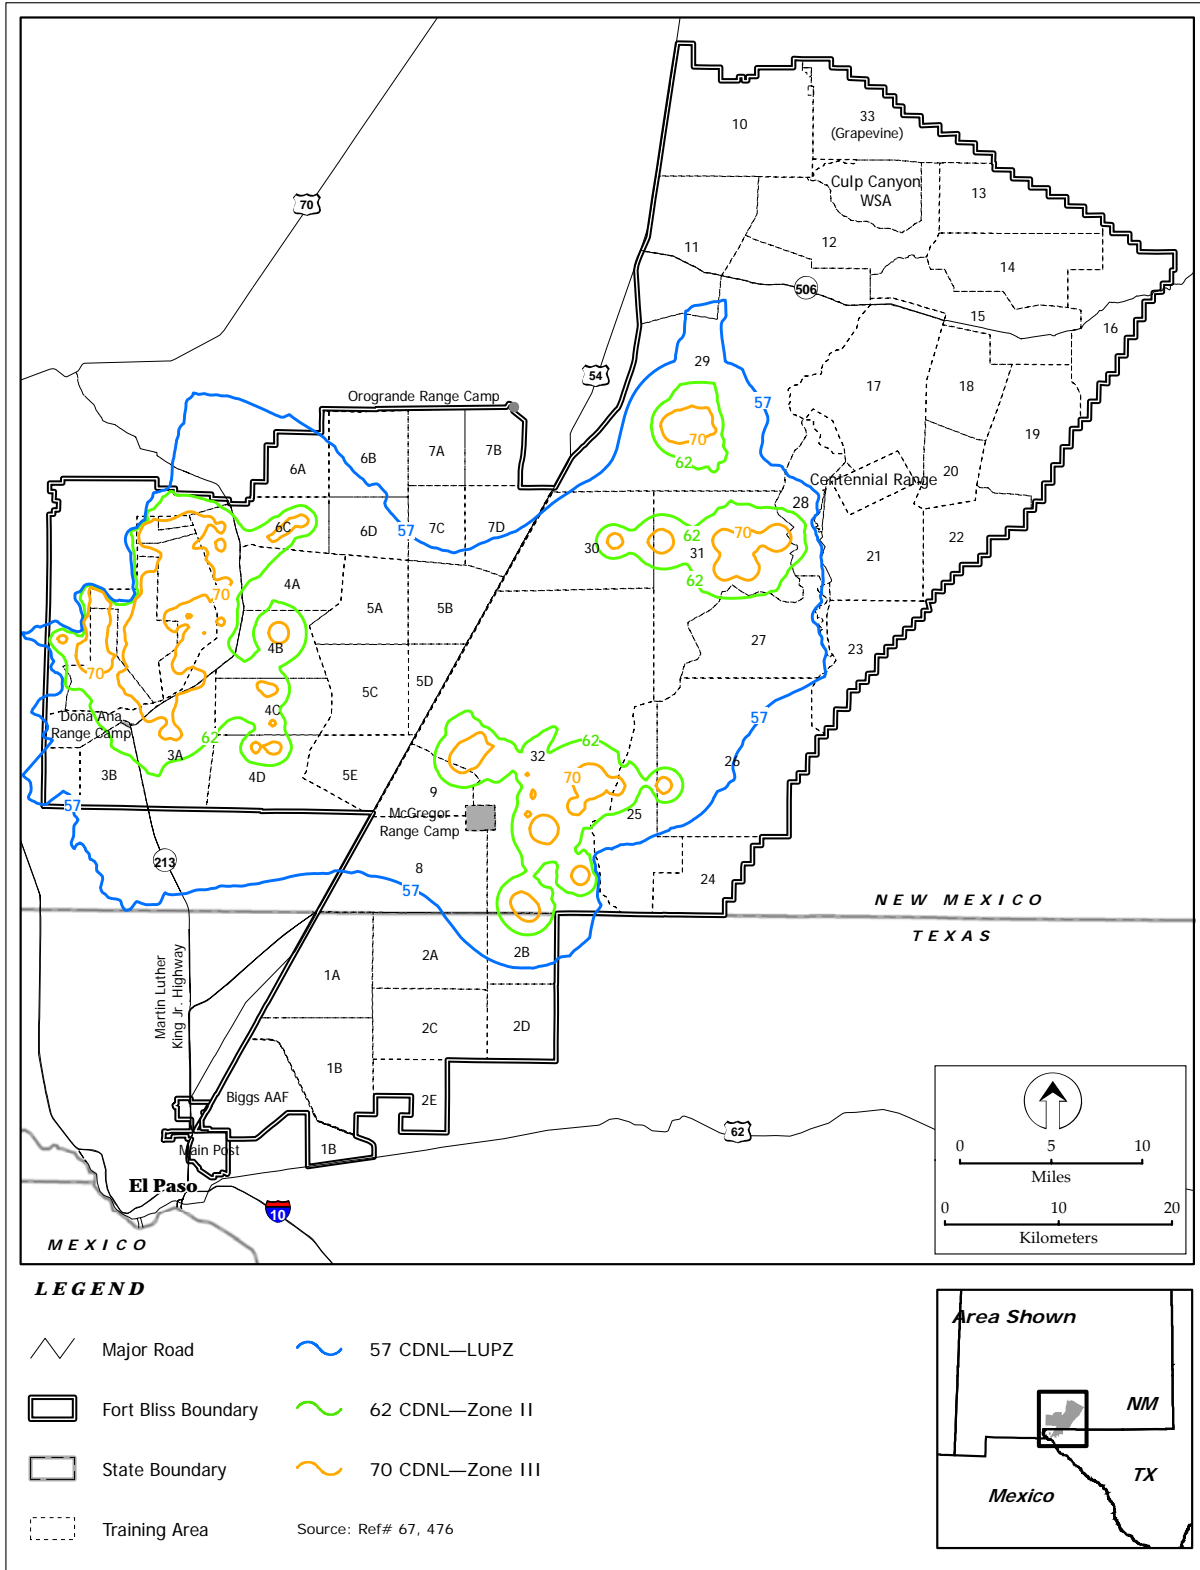 10
33
(Grapevine)
Culp Canyon
WSA
13
70
11
12
14
506
15
16
29
54
17
18
57
Orogrande Range Camp
19
7A
7B
6B
6A
70
62
20
Centennial Range
28
6C
6D
57
7C
7D
62
70
30
31
22
21
62
4A
70
5A
5B
27
4B
23
70
5C
5D
4C
57
Dona Ana
Range Camp
62
62
3A
32
26
3B
4D
5E
70
9
57
McGregor
Range Camp
25
213
8
24
57
NEW MEXICO
TEXAS
2A
2B
1A
Martin Luther
King Jr. Highway
2C
2D
1B
Biggs AAF
2E
62
Main Post
1B
El Paso
10
MEXICO
0 5 10
Miles
0 10 20
Kilometers
LEGEND
Major Road
57 CDNL—LUPZ
Fort Bliss Boundary
62 CDNL—Zone II
State Boundary
70 CDNL—Zone III
Training Area
Source: Ref# 67, 476
Area Shown
NM
TX
Mexico